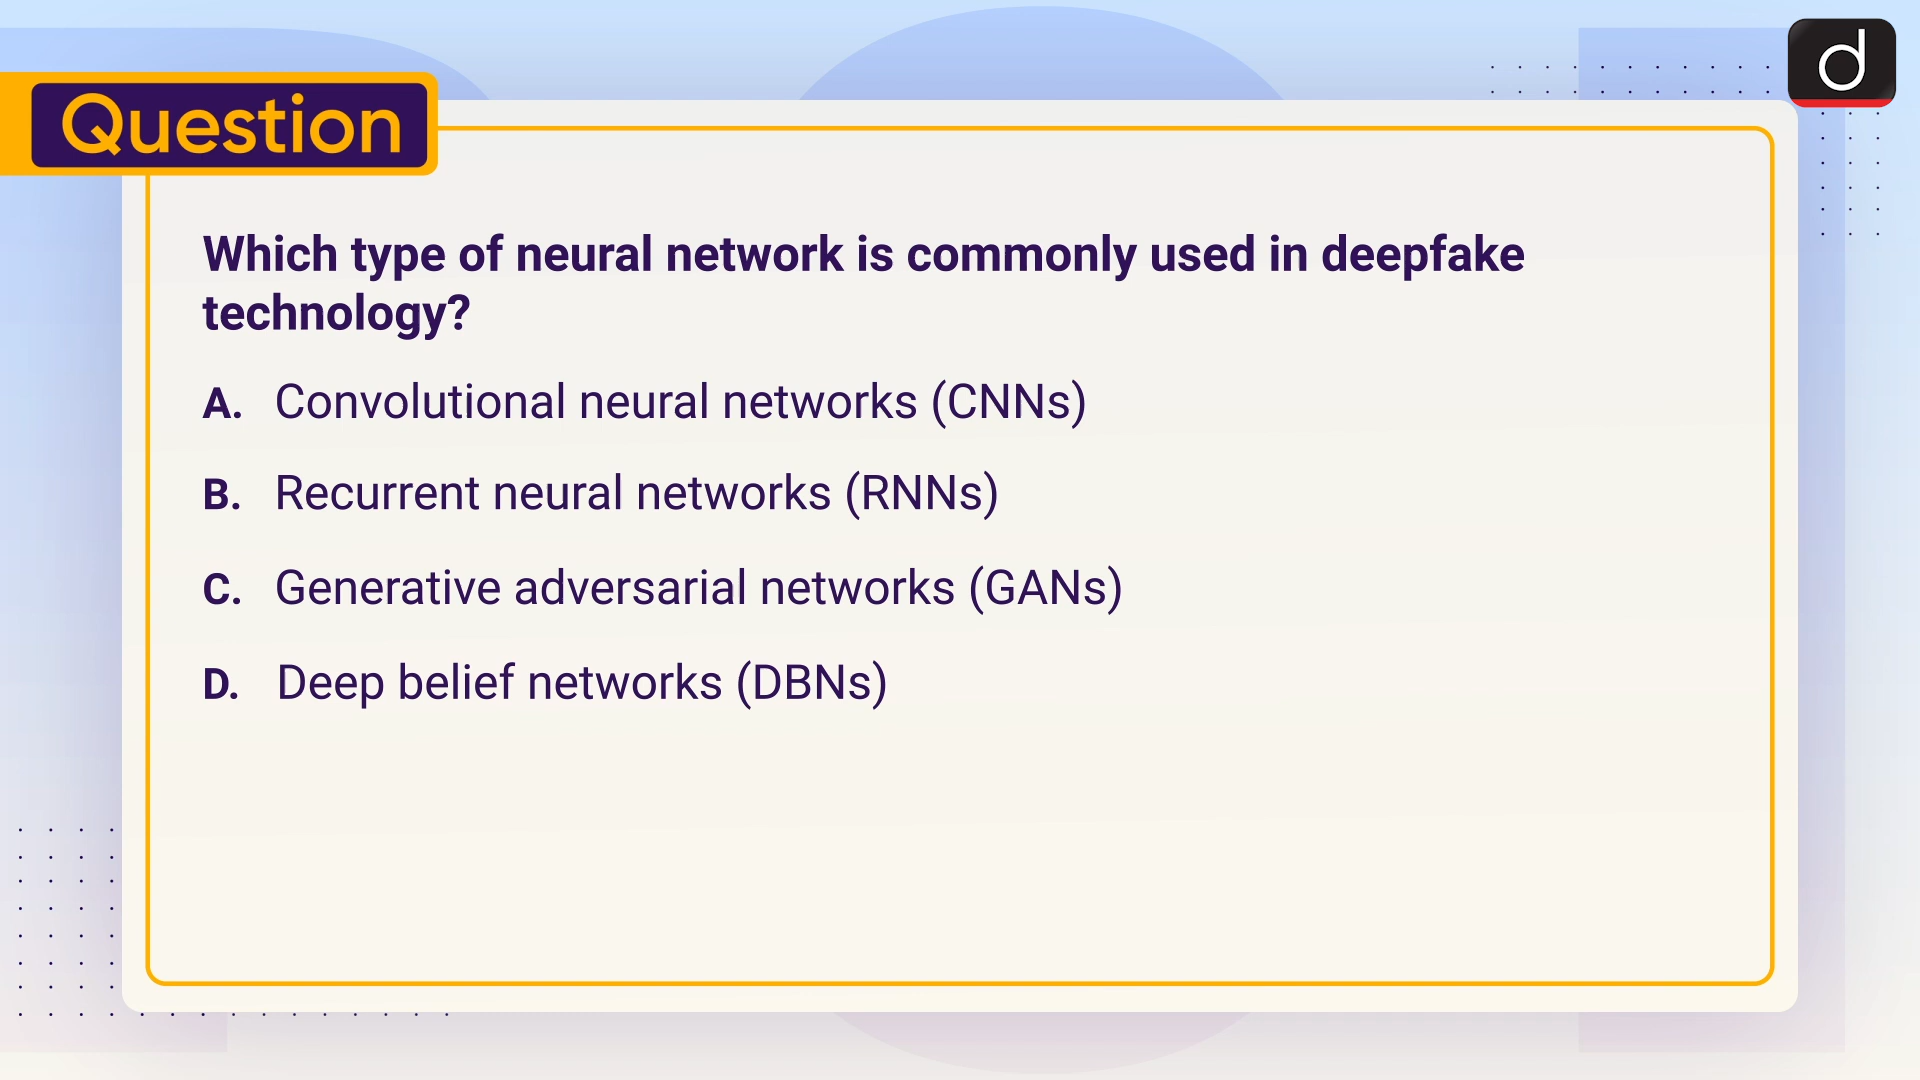 Question
Which type of neural network is commonly used in deepfake
technology?
A. Convolutional neural networks (CNNs)
B. Recurrent neural networks (RNNs)
C. Generative adversarial networks (GANs)
D. Deep belief networks (DBNs)
d